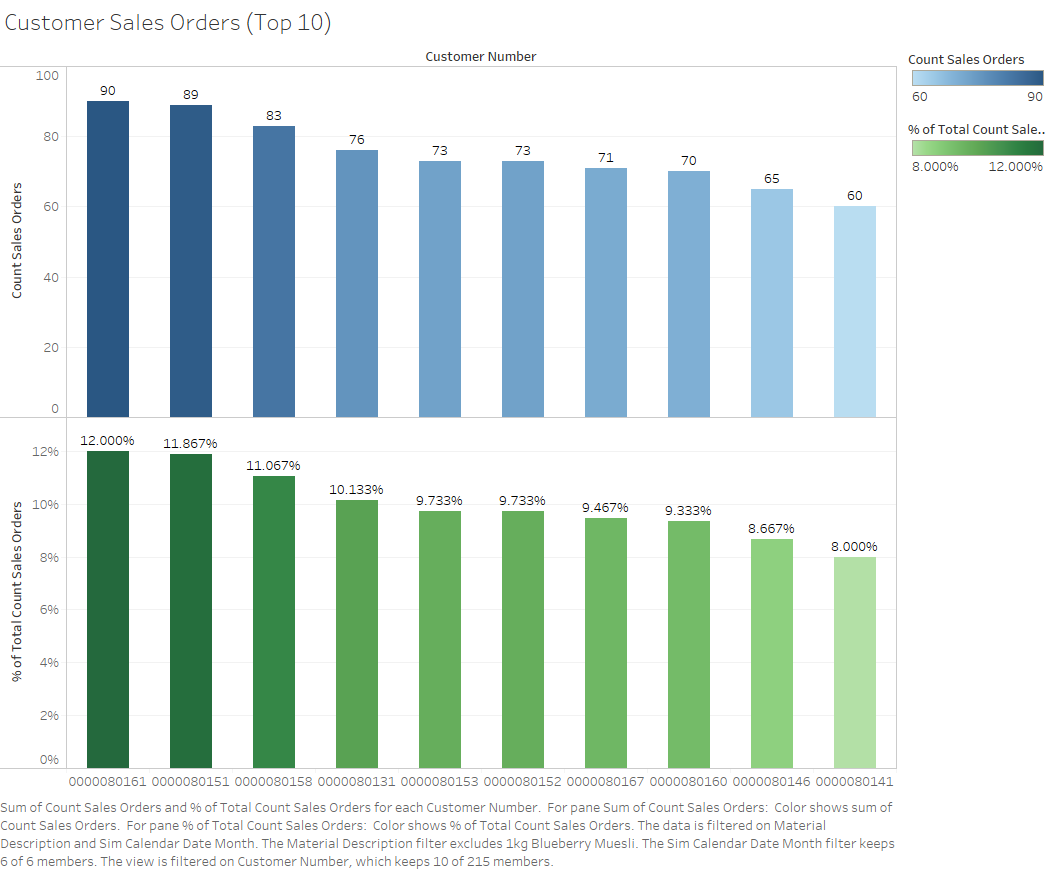 Customer Sales Orders (Top 10)
Customer Number
Count Sales Orders
60 90
% of Total Count Sale..
8.000% 12.000%
Count Sales Orders
100
80
60
40
20
0
90 89 83 76 73 73 71 70 65 60
% of Total Count Sales Orders
12%
10%
8%
6%
4%
2%
0%
12.000% 11.867% 11.067% 10.133% 9.733% 9.733% 9.467% 9.333% 8.667% 8.000%
0000080161 0000080151 0000080158 0000080131 0000080153 0000080152 0000080167 0000080160 0000080146 0000080141
Sum of Count Sales Orders and % of Total Count Sales Orders for each Customer Number. For pane Sum of Count Sales Orders: Color shows sum of
Count Sales Orders. For pane % of Total Count Sales Orders: Color shows % of Total Count Sales Orders. The data is filtered on Material
Description and Sim Calendar Date Month. The Material Description filter excludes 1kg Blueberry Muesli. The Sim Calendar Date Month filter keeps
6 of 6 members. The view is filtered on Customer Number, which keeps 10 of 215 members.